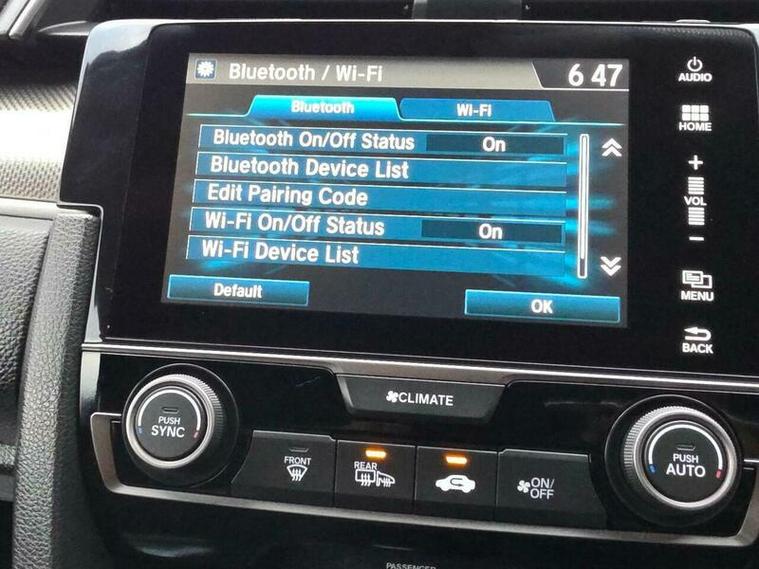 Bluetooth / Wi-Fi 6 47
AUDIO
Bluetooth Wi-Fi
HOME
Bluetooth On/Off Status On
Bluetooth Device List
Edit Pairing Code
+
VOL
-
Wi-Fi On/Off Status On
Wi-Fi Device List
Default OK
MENU
BACK
CLIMATE
PUSH
SYNC
FRONT
REAR
ON/
OFF
PUSH
AUTO
PASSENGER